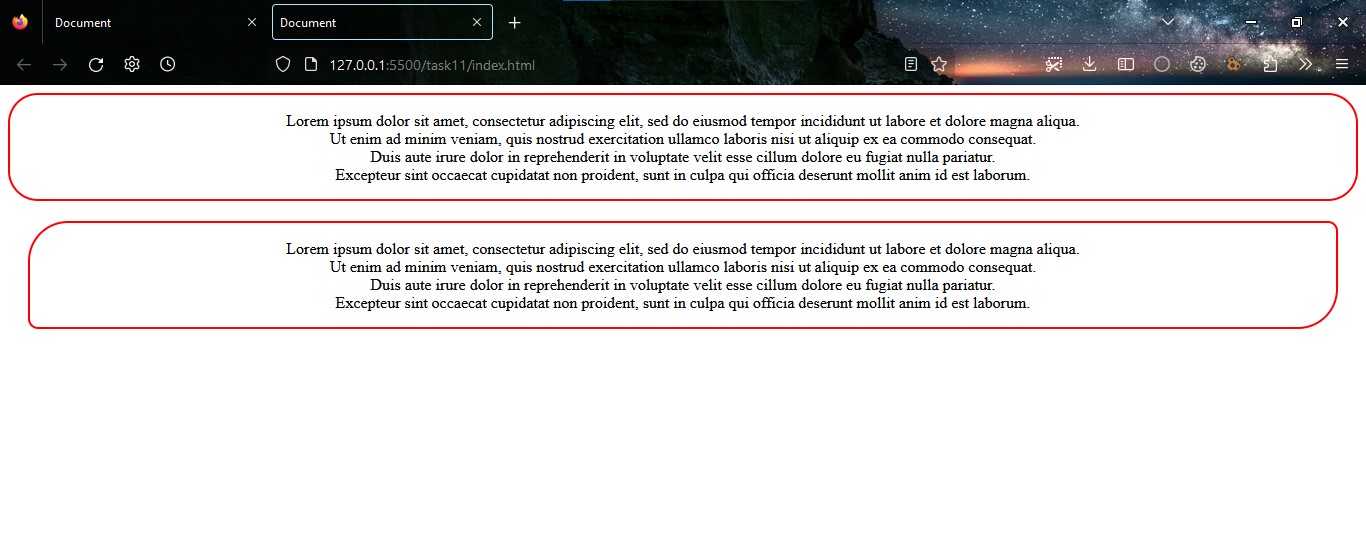 Document
Document
127.0.0.1:5500/task11/index.html
Lorem ipsum dolor sit amet, consectetur adipiscing elit, sed do eiusmod tempor incididunt ut labore et dolore magna aliqua.
Ut enim ad minim veniam, quis nostrud exercitation ullamco laboris nisi ut aliquip ex ea commodo consequat.
Duis aute irure dolor in reprehenderit in voluptate velit esse cillum dolore eu fugiat nulla pariatur.
Excepteur sint occaecat cupidatat non proident, sunt in culpa qui officia deserunt mollit anim id est laborum.
Lorem ipsum dolor sit amet, consectetur adipiscing elit, sed do eiusmod tempor incididunt ut labore et dolore magna aliqua.
Ut enim ad minim veniam, quis nostrud exercitation ullamco laboris nisi ut aliquip ex ea commodo consequat.
Duis aute irure dolor in reprehenderit in voluptate velit esse cillum dolore eu fugiat nulla pariatur.
Excepteur sint occaecat cupidatat non proident, sunt in culpa qui officia deserunt mollit anim id est laborum.